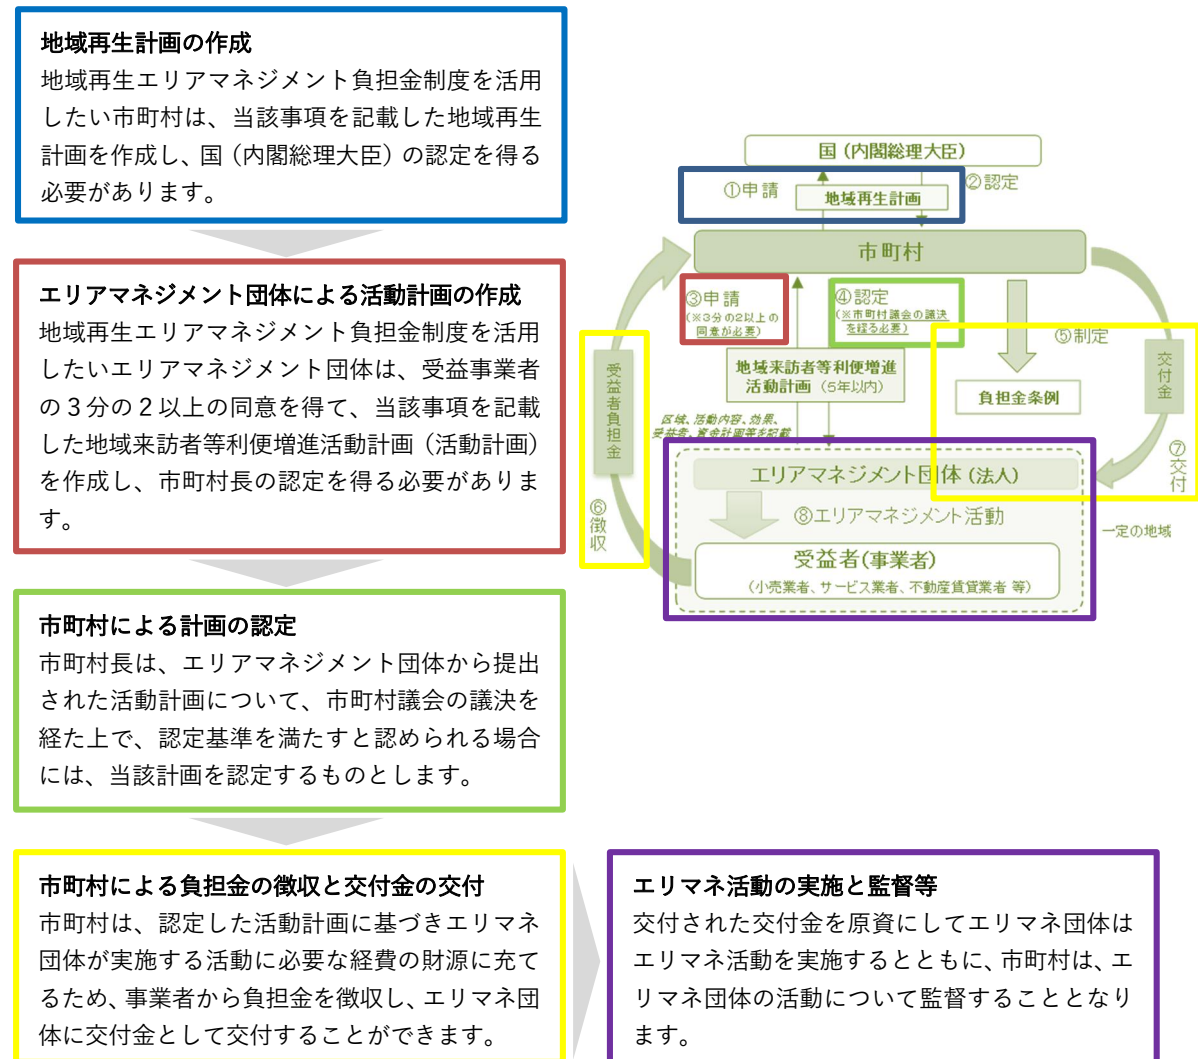 地域再生計画の作成
地域再生エリアマネジメント負担金制度を活用
したい市町村は、当該事項を記載した地域再生
計画を作成し、国（内閣総理大臣）の認定を得る
必要があります。
エリアマネジメント団体による活動計画の作成
地域再生エリアマネジメント負担金制度を活用
したいエリアマネジメント団体は、受益事業者
の３分の２以上の同意を得て、当該事項を記載
した地域来訪者等利便増進活動計画（活動計画）
を作成し、市町村長の認定を得る必要がありま
す。
市町村による計画の認定
市町村長は、エリアマネジメント団体から提出
された活動計画について、市町村議会の議決を
経た上で、認定基準を満たすと認められる場合
には、当該計画を認定するものとします。
市町村による負担金の徴収と交付金の交付
市町村は、認定した活動計画に基づきエリマネ
団体が実施する活動に必要な経費の財源に充て
るため、事業者から負担金を徴収し、エリマネ団
体に交付金として交付することができます。
エリマネ活動の実施と監督等
交付された交付金を原資にしてエリマネ団体は
エリマネ活動を実施するとともに、市町村は、エ
リマネ団体の活動について監督することとなり
ます。
国（内閣総理大臣）
①申請
地域再生計画
②認定
市町村
③申請
（※3分の2以上の
同意が必要）
④認定
（※市町村議会の議決
を経る必要）
⑤制定
地域来訪者等利便増進
活動計画（5年以内）
負担金条例
区域、活動内容、効果、
受益者、資金計画等を記載
受益者負担金
⑥徴収
交付金
⑦交付
エリアマネジメント団体（法人）
⑧エリアマネジメント活動
一定の地域
受益者（事業者）
（小売業者、サービス業者、不動産賃貸業者 等）